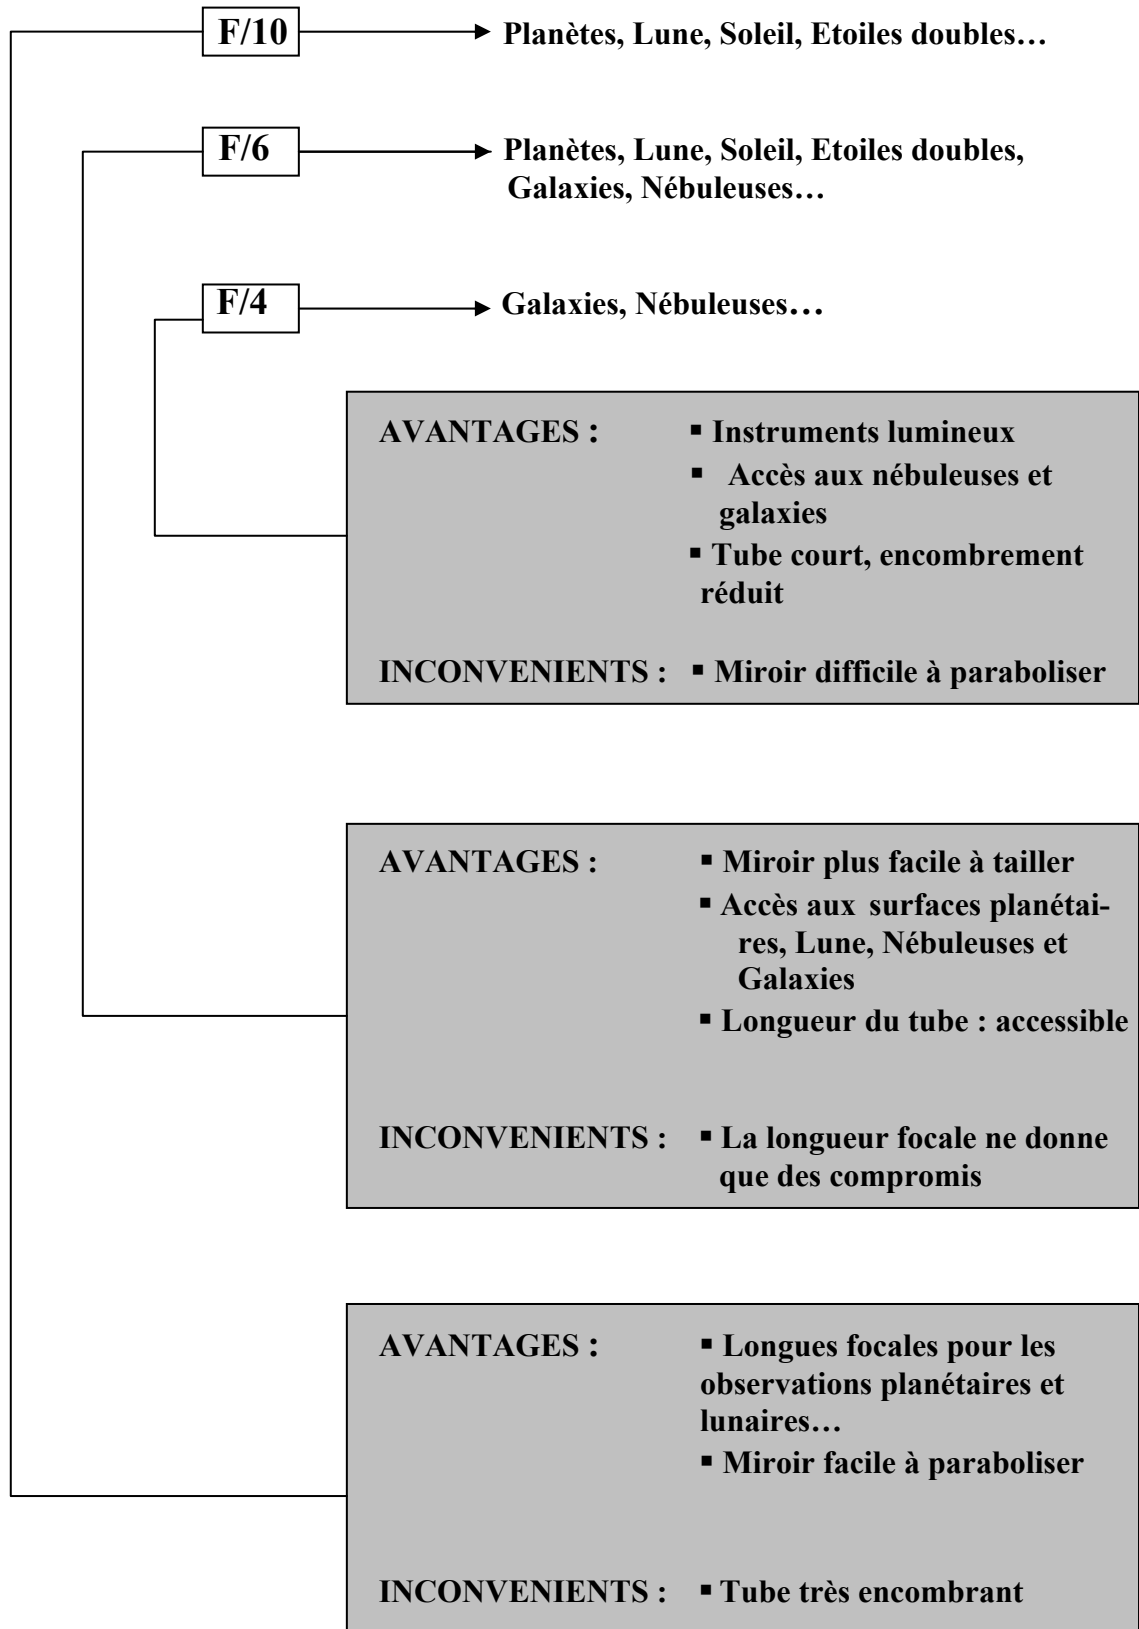 F/10 Planètes, Lune, Soleil, Etoiles doubles…
F/6 Planètes, Lune, Soleil, Etoiles doubles,
Galaxies, Nébuleuses…
F/4 Galaxies, Nébuleuses…
AVANTAGES : ▪ Instruments lumineux
▪ Accès aux nébuleuses et
galaxies
▪ Tube court, encombrement
réduit
INCONVENIENTS : ▪ Miroir difficile à paraboliser
AVANTAGES : ▪ Miroir plus facile à tailler
▪ Accès aux surfaces planétai-
res, Lune, Nébuleuses et
Galaxies
▪ Longueur du tube : accessible
INCONVENIENTS : ▪ La longueur focale ne donne
que des compromis
AVANTAGES : ▪ Longues focales pour les
observations planétaires et
lunaires…
▪ Miroir facile à paraboliser
INCONVENIENTS : ▪ Tube très encombrant